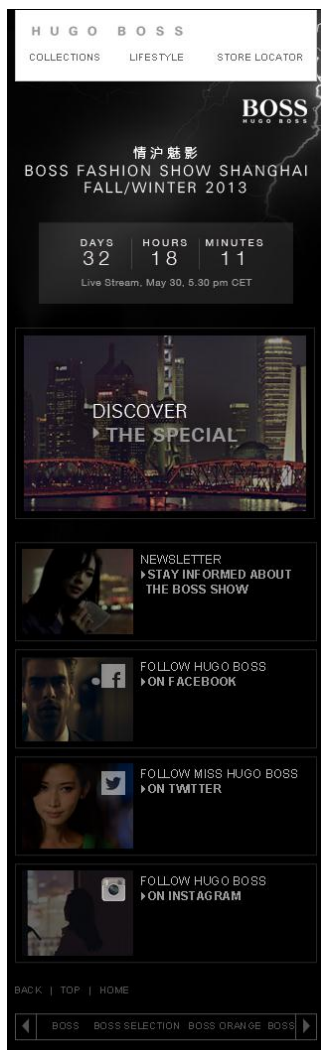 HUGO BOSS
COLLECTIONS LIFESTYLE STORE LOCATOR
BOSS
HUGO BOSS
情沪魅影
BOSS FASHION SHOW SHANGHAI
FALL/WINTER 2013
DAYS HOURS MINUTES
32 18 11
Live Stream, May 30, 5.30 pm CET
DISCOVER
THE SPECIAL
NEWSLETTER
STAY INFORMED ABOUT
THE BOSS SHOW
FOLLOW HUGO BOSS
ON FACEBOOK
FOLLOW MISS HUGO BOSS
ON TWITTER
FOLLOW HUGO BOSS
ON INSTAGRAM
BACK | TOP | HOME
BOSS BOSS SELECTION BOSS ORANGE BOSS